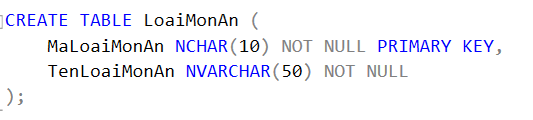 CREATE TABLE LoaiMonAn (
MaLoaiMonAn NCHAR(10) NOT NULL PRIMARY KEY,
TenLoaiMonAn NVARCHAR(50) NOT NULL
);